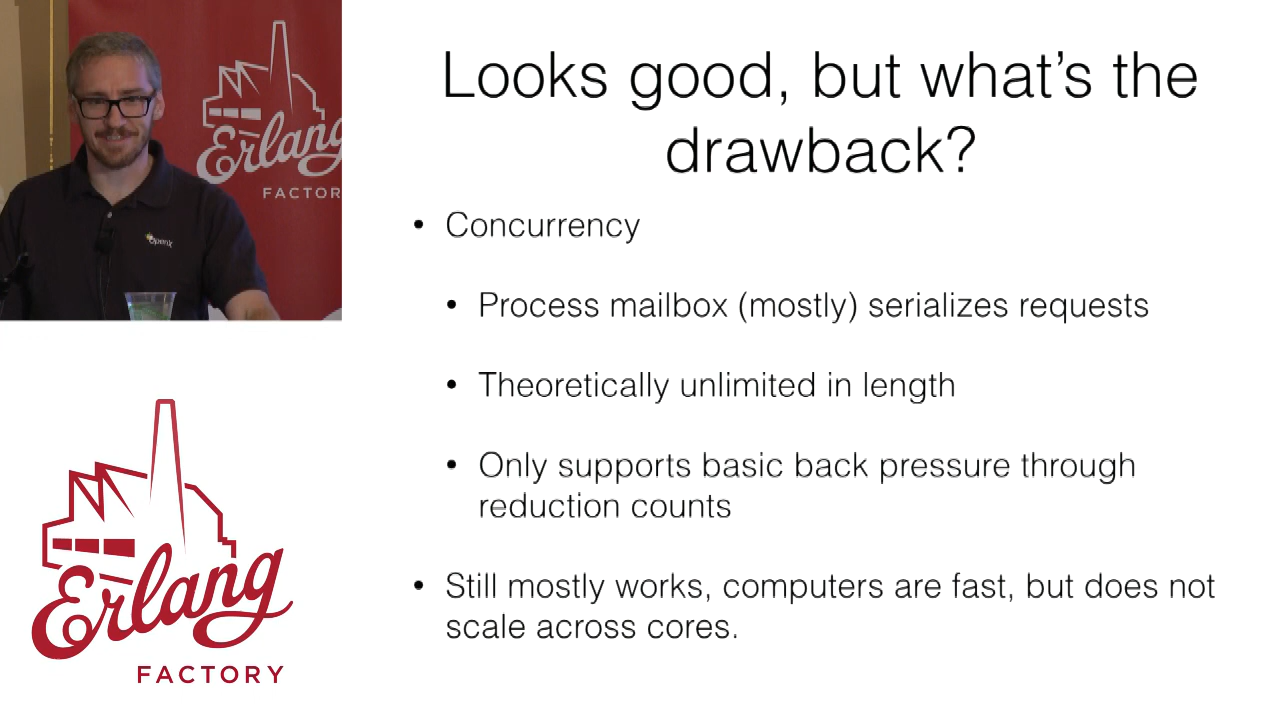 Erlang
FACTOR
OpenX
Looks good, but what's the
drawback?
• Concurrency
• Process mailbox (mostly) serializes requests
• Theoretically unlimited in length
• Only supports basic back pressure through
reduction counts
• Still mostly works, computers are fast, but does not
scale across cores.
Erlang
FACTORY